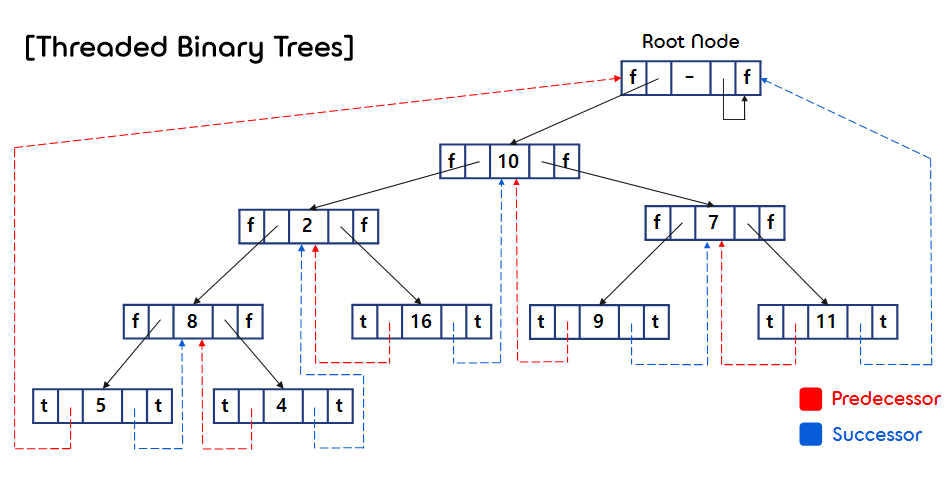 [Threaded Binary Trees]
Root Node
f - f
f 10 f
f 2 f
f 7 f
f 8 f
t 16 t
t 9 t
t 11 t
t 5 t
t 4 t
Predecessor
Successor